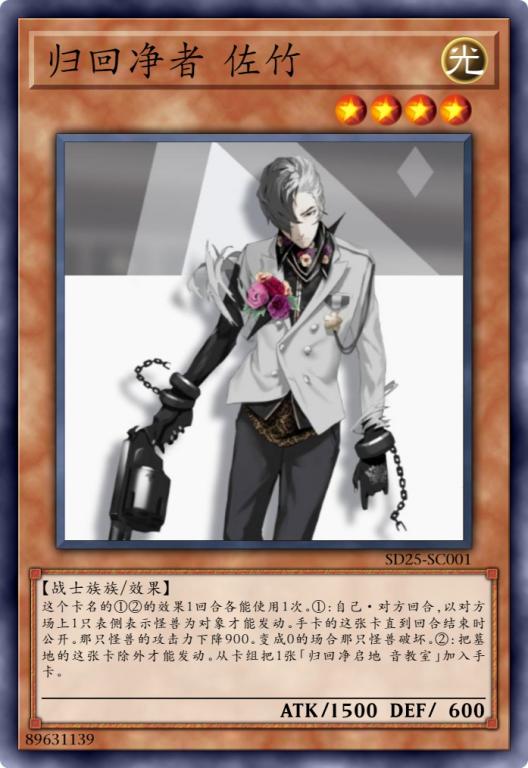 归回净者 佐竹
光
SD25-SC001
【战士族族/效果】
这个卡名的①②的效果1回合各能使用1次。①：自己・对方回合，以对方
场上1只表侧表示怪兽为对象才能发动。手卡的这张卡直到回合结束时
公开。那只怪兽的攻击力下降900。变成0的场合那只怪兽破坏。②：把墓
地的这张卡除外才能发动。从卡组把1张「归回净启地 音教室」加入手
卡。
ATK/1500 DEF/ 600
89631139